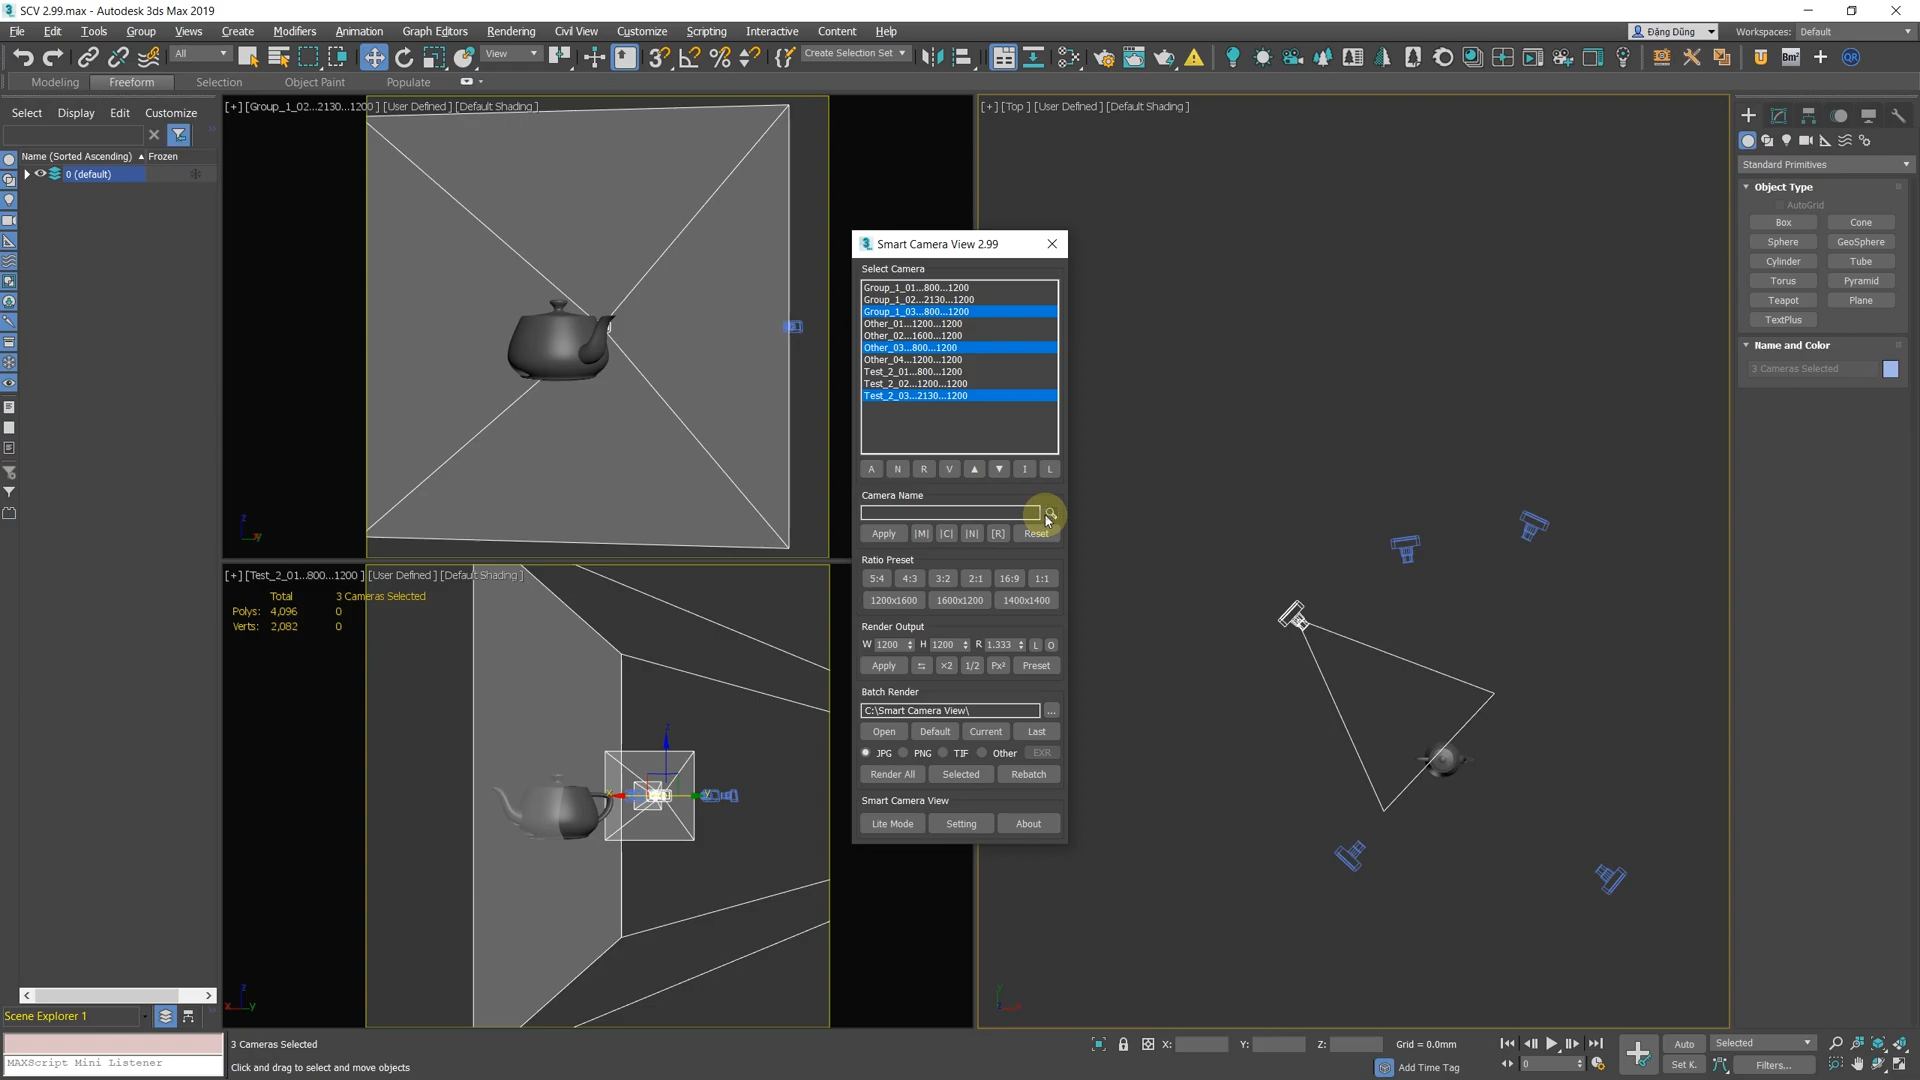 SCV 2.99.max - Autodesk 3ds Max 2019
File Edit Tools Group Views Create Modifiers Animation Graph Editors Rendering Civil View Customize Scripting Interactive Content Help
Đặng Dũng
Workspaces: Default
All
View
Create Selection Set
Modeling Freeform Selection Object Paint Populate
Select Display Edit Customize
Name (Sorted Ascending) Frozen
0 (default)
Scene Explorer 1
[+] [Group_1_02...2130...1200 ] [User Defined ] [Default Shading ]
[+] [Top ] [User Defined ] [Default Shading ]
[+] [Test_2_01...800...1200 ] [User Defined ] [Default Shading ]
Total 3 Cameras Selected
Polys: 4,096 0
Verts: 2,082 0
Smart Camera View 2.99
Select Camera
Group_1_01...800...1200
Group_1_02...2130...1200
Group_1_03...800...1200
Other_01...1200...1200
Other_02...1600...1200
Other_03...800...1200
Other_04...1200...1200
Test_2_01...800...1200
Test_2_02...1200...1200
Test_2_03...2130...1200
A N R V ▲ ▼ I L
Camera Name
Apply |M| |C| |N| [R] Reset
Ratio Preset
5:4 4:3 3:2 2:1 16:9 1:1
1200x1600 1600x1200 1400x1400
Render Output
W 1200 H 1200 R 1.333 L O
Apply ⇆ ×2 1/2 Px² Preset
Batch Render
C:\Smart Camera View\ ...
Open Default Current Last
JPG PNG TIF Other EXR
Render All Selected Rebatch
Smart Camera View
Lite Mode Setting About
Standard Primitives
Object Type
AutoGrid
Box Cone
Sphere GeoSphere
Cylinder Tube
Torus Pyramid
Teapot Plane
TextPlus
Name and Color
3 Cameras Selected
MAXScript Mini Listener
3 Cameras Selected
Click and drag to select and move objects
X: Y: Z: Grid = 0.0mm
Add Time Tag
0
Auto Selected
Set K. Filters...